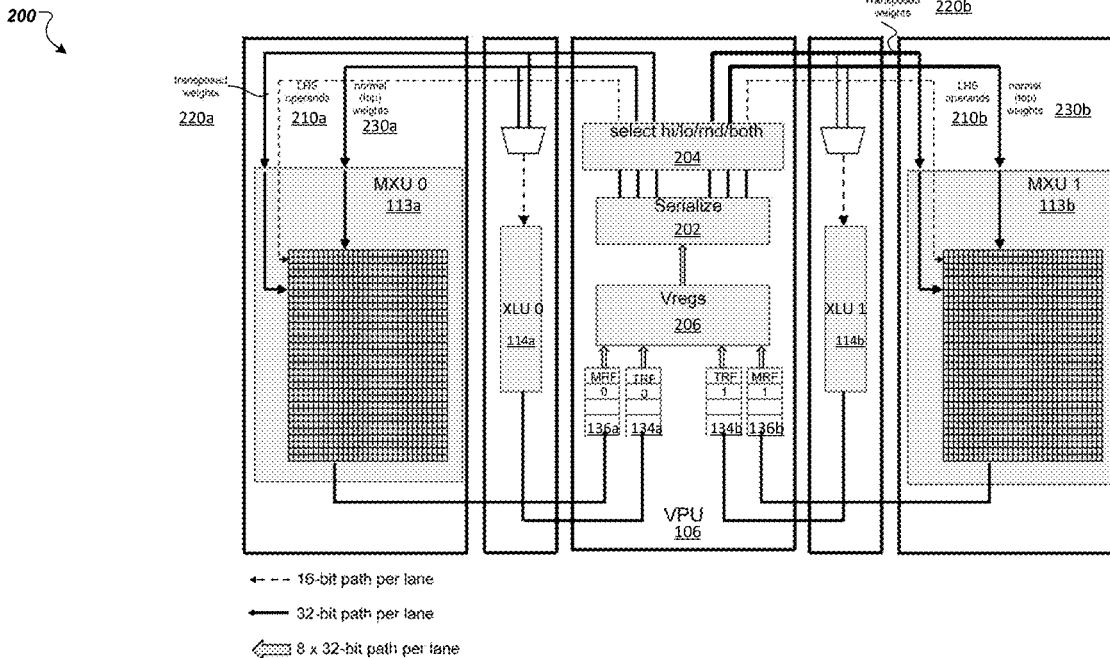 200
Transposed
weights
220b
transposed
weights
220a
LHS
operands
210a
normal
(top)
weights
230a
select hi/lo/rnd/both
204
LHS
operands
210b
normal
(top)
weights
230b
MXU 0
113a
Serialize
202
MXU 1
113b
Vregs
206
XLU 0
114a
XLU 1
114b
MRF
0
136a
TRF
0
134a
TRF
1
134b
MRF
1
136b
VPU
106
16-bit path per lane
32-bit path per lane
8 x 32-bit path per lane